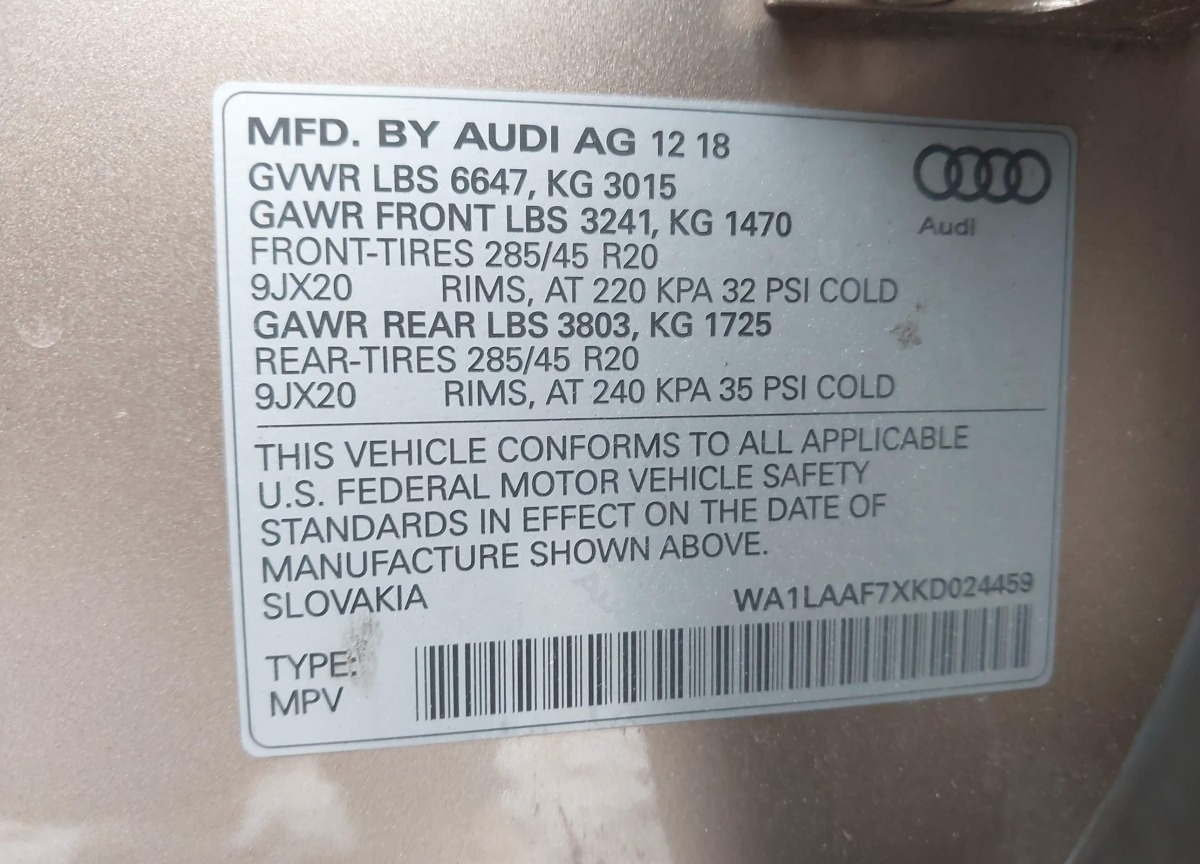 MFD. BY AUDI AG 12 18
GVWR LBS 6647, KG 3015
GAWR FRONT LBS 3241, KG 1470
FRONT-TIRES 285/45 R20
9JX20 RIMS, AT 220 KPA 32 PSI COLD
GAWR REAR LBS 3803, KG 1725
REAR-TIRES 285/45 R20
9JX20 RIMS, AT 240 KPA 35 PSI COLD
Audi
THIS VEHICLE CONFORMS TO ALL APPLICABLE
U.S. FEDERAL MOTOR VEHICLE SAFETY
STANDARDS IN EFFECT ON THE DATE OF
MANUFACTURE SHOWN ABOVE.
SLOVAKIA WA1LAAF7XKD024459
TYPE:
MPV